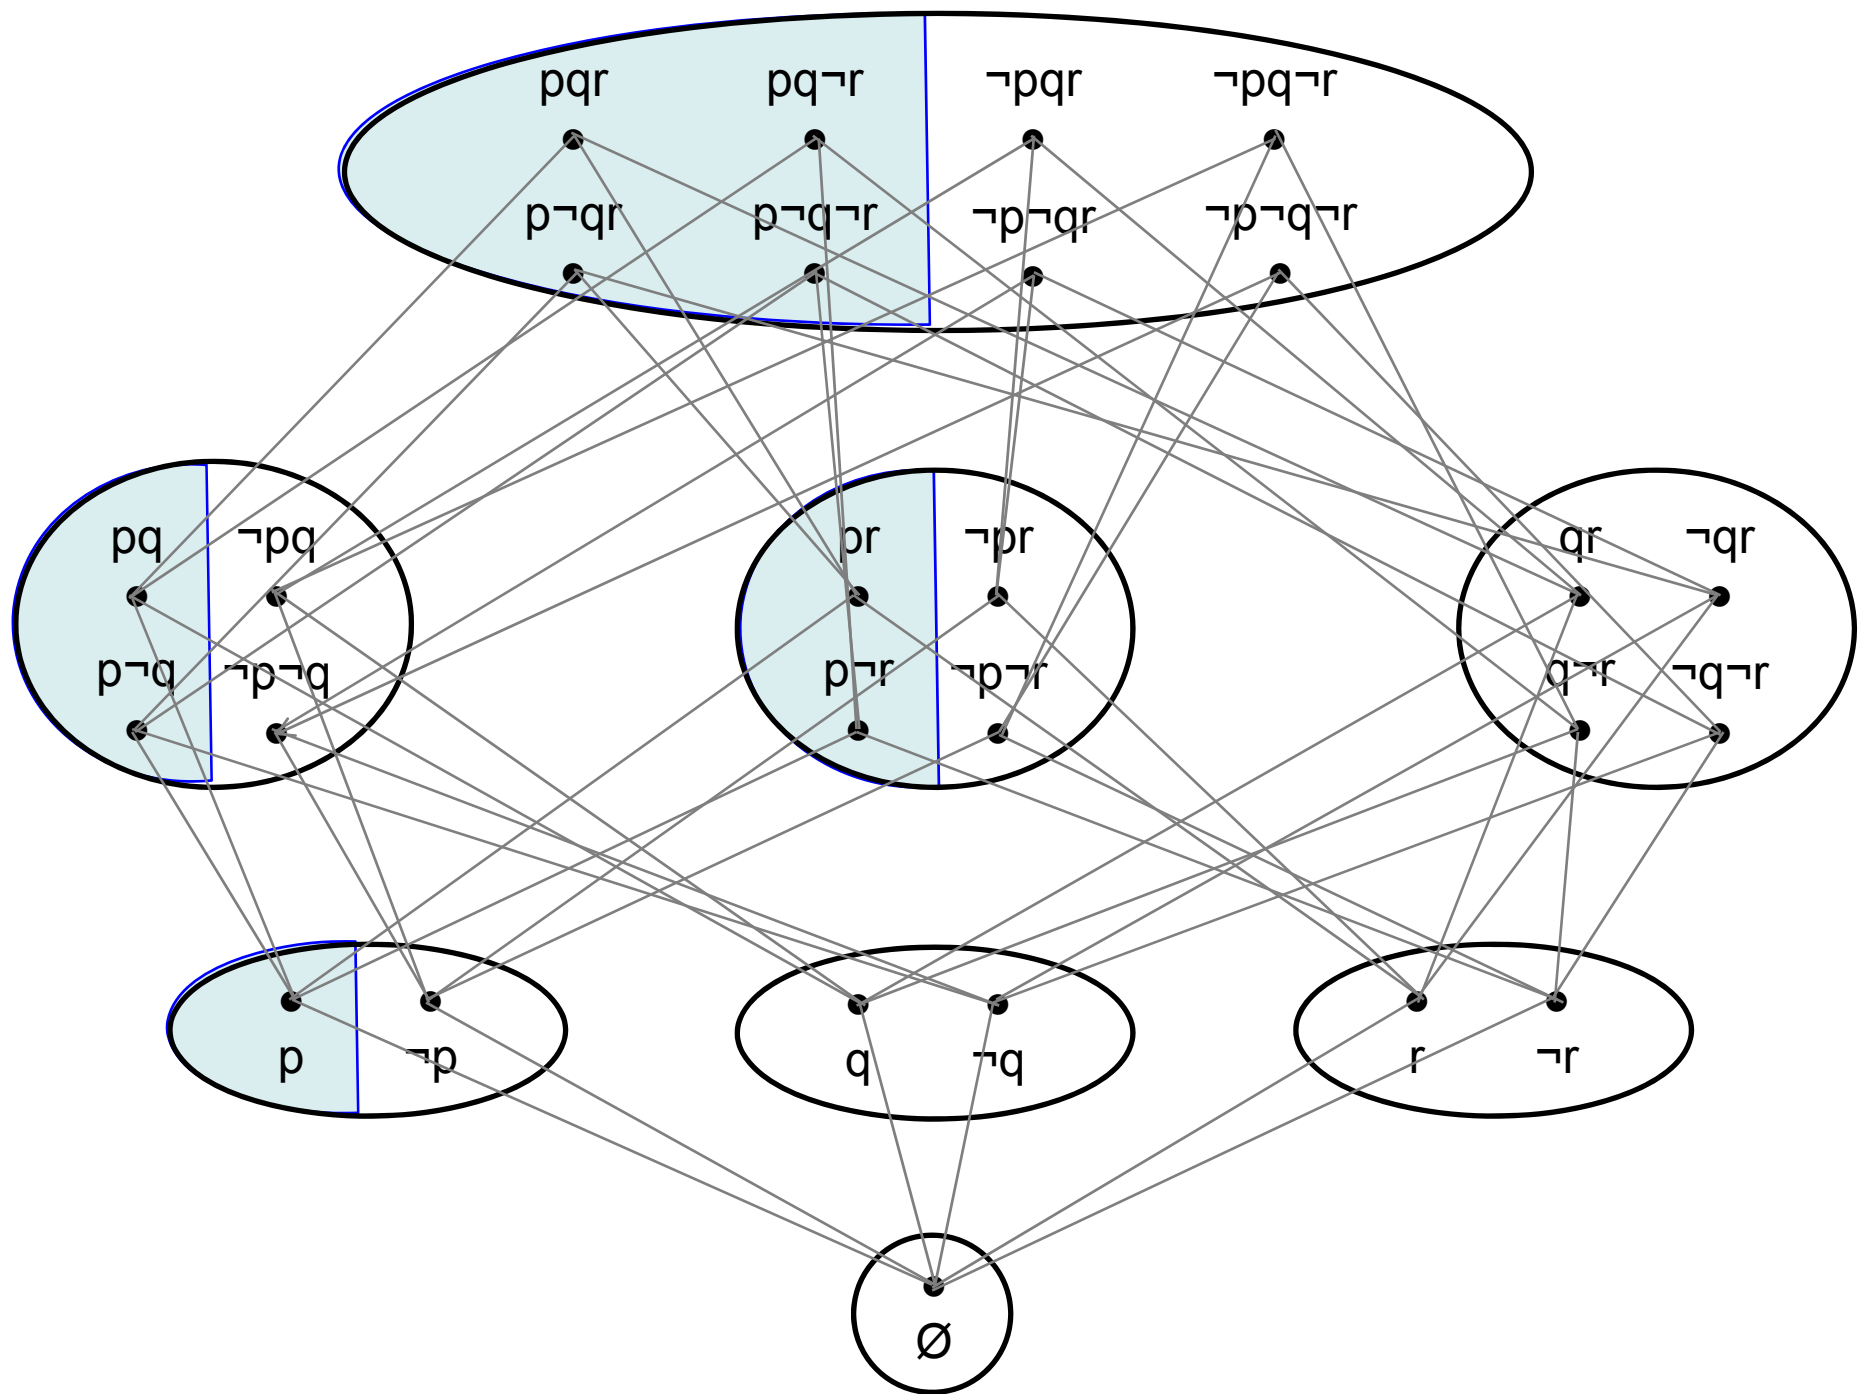 pqr pq¬r ¬pqr ¬pq¬r
p¬qr p¬q¬r ¬p¬qr ¬p¬q¬r
pq ¬pq pr ¬pr qr ¬qr
p¬q ¬p¬q p¬r ¬p¬r q¬r ¬q¬r
p ¬p q ¬q r ¬r
Ø